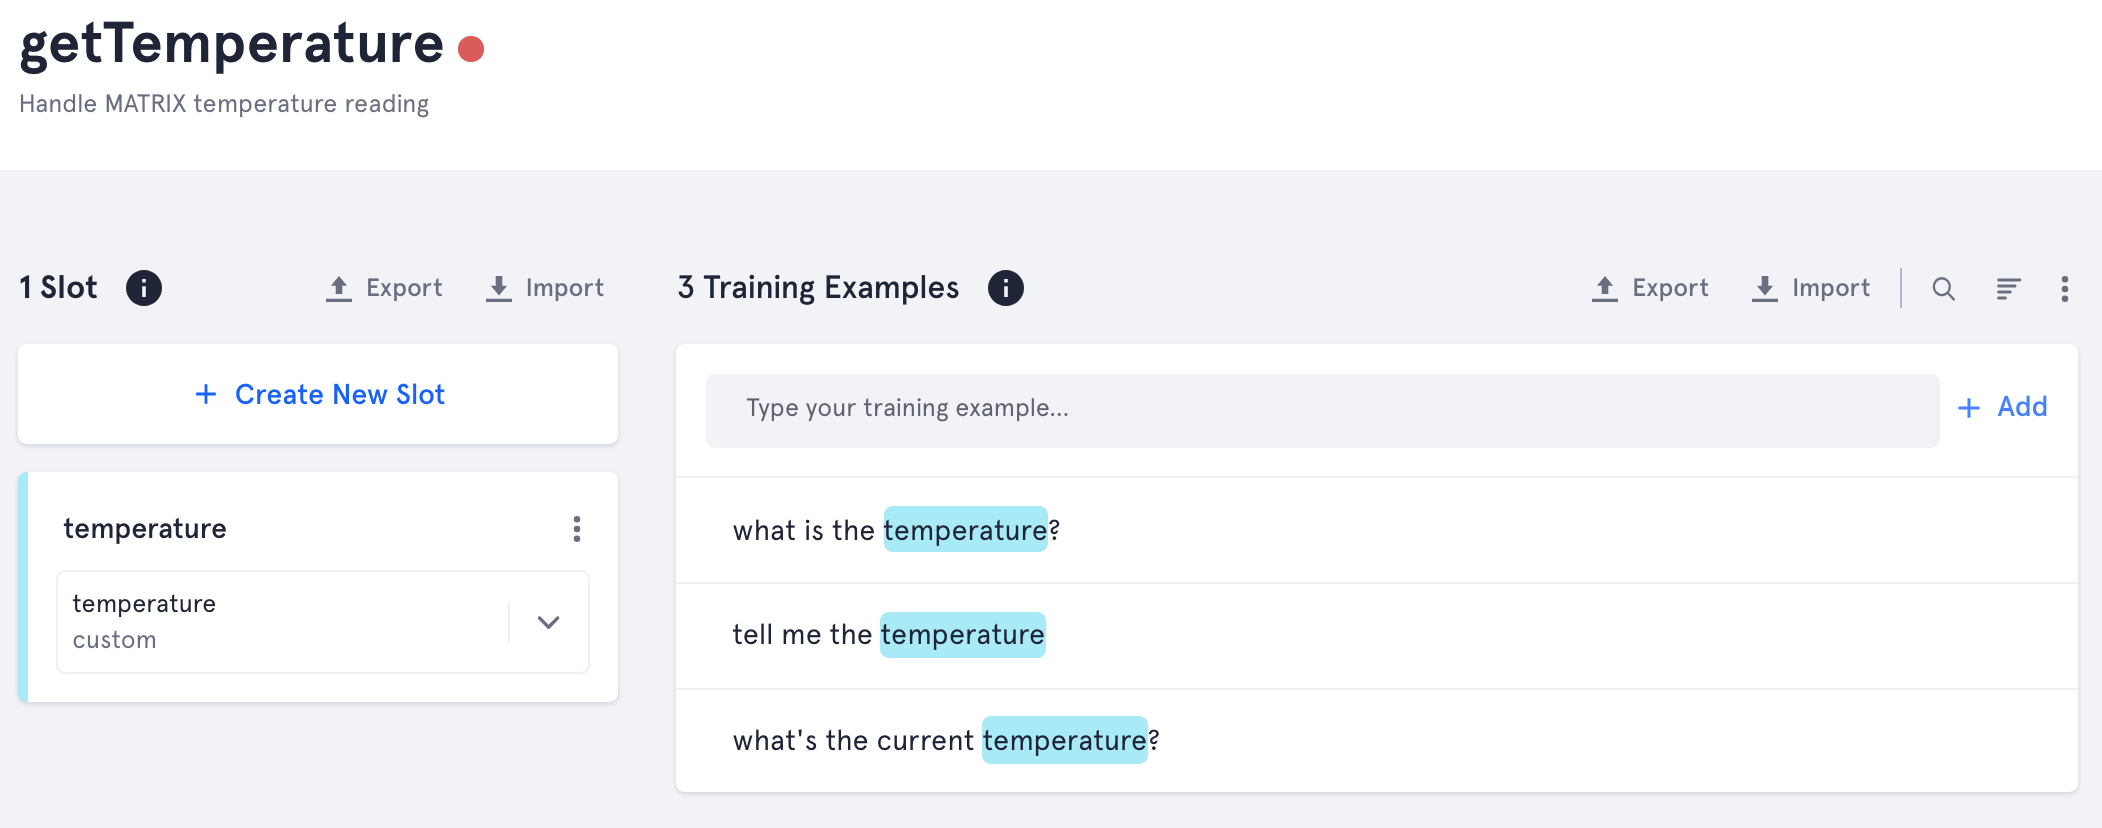 getTemperature
Handle MATRIX temperature reading
1 Slot
Export
Import
+ Create New Slot
temperature
temperature
custom
3 Training Examples
Export
Import
Type your training example...
+ Add
what is the temperature?
tell me the temperature
what's the current temperature?